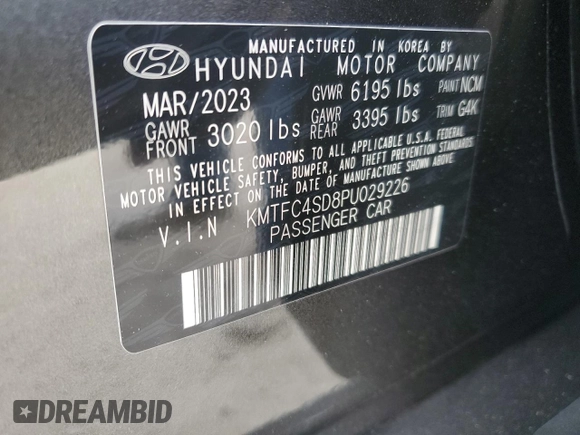 MANUFACTURED IN KOREA BY
HYUNDAI MOTOR COMPANY
MAR/2023 GVWR 6195 lbs PAINT NCM
GAWR FRONT 3020 lbs GAWR REAR 3395 lbs TRIM G4K
THIS VEHICLE CONFORMS TO ALL APPLICABLE U.S.A. FEDERAL
MOTOR VEHICLE SAFETY, BUMPER, AND THEFT PREVENTION STANDARDS
IN EFFECT ON THE DATE OF MANUFACTURE SHOWN ABOVE.
V.I.N KMTFC4SD8PU029226
PASSENGER CAR
DREAMBID